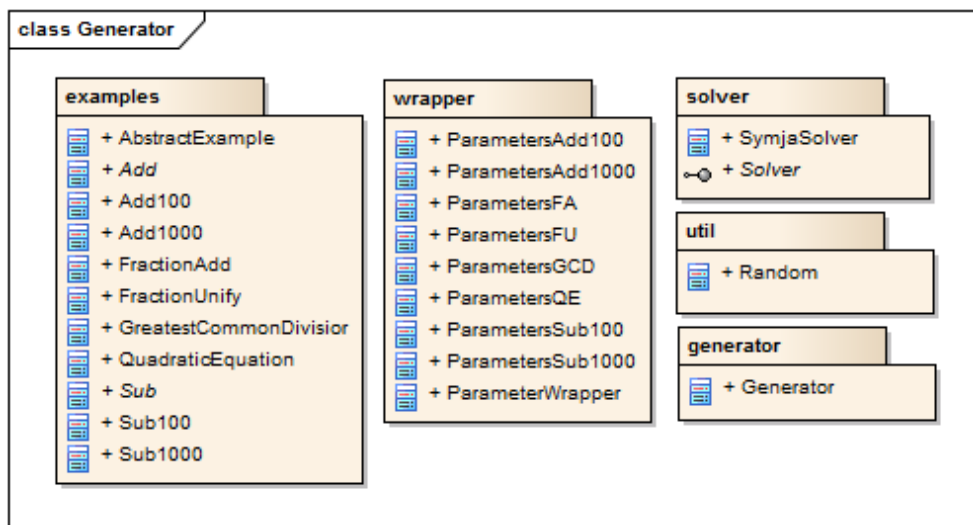 class Generator
examples
+ AbstractExample
+ Add
+ Add100
+ Add1000
+ FractionAdd
+ FractionUnify
+ GreatestCommonDivisior
+ QuadraticEquation
+ Sub
+ Sub100
+ Sub1000
wrapper
+ ParametersAdd100
+ ParametersAdd1000
+ ParametersFA
+ ParametersFU
+ ParametersGCD
+ ParametersQE
+ ParametersSub100
+ ParametersSub1000
+ ParameterWrapper
solver
+ SymjaSolver
+ Solver
util
+ Random
generator
+ Generator